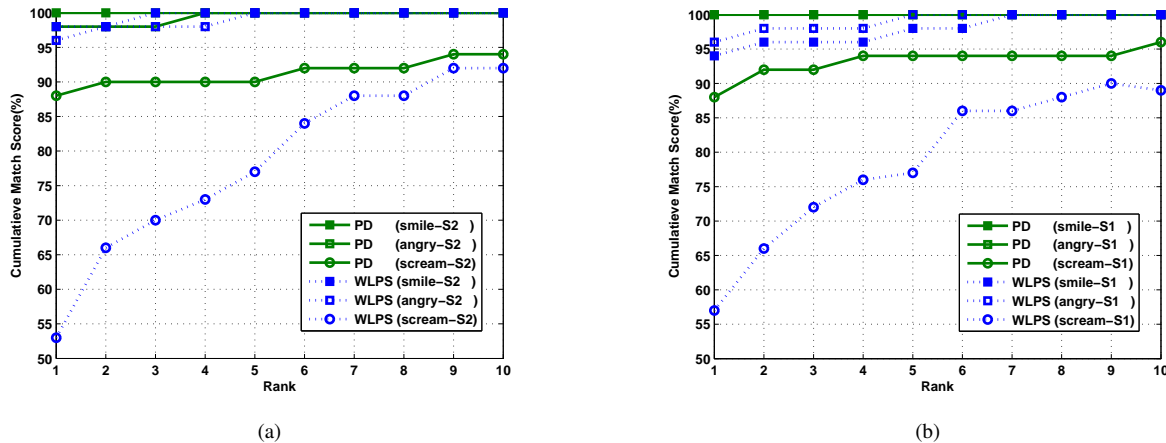 100
95
90
85
80
75
70
65
60
55
50
Cumulatieve Match Score(%)
PD (smile−S2 )
PD (angry−S2 )
PD (scream−S2)
WLPS (smile−S2 )
WLPS (angry−S2 )
WLPS (scream−S2)
1 2 3 4 5 6 7 8 9 10
Rank
(a)
100
95
90
85
80
75
70
65
60
55
50
Cumulatieve Match Score(%)
PD (smile−S1 )
PD (angry−S1 )
PD (scream−S1)
WLPS (smile−S1 )
WLPS (angry−S1 )
WLPS (scream−S1)
1 2 3 4 5 6 7 8 9 10
Rank
(b)